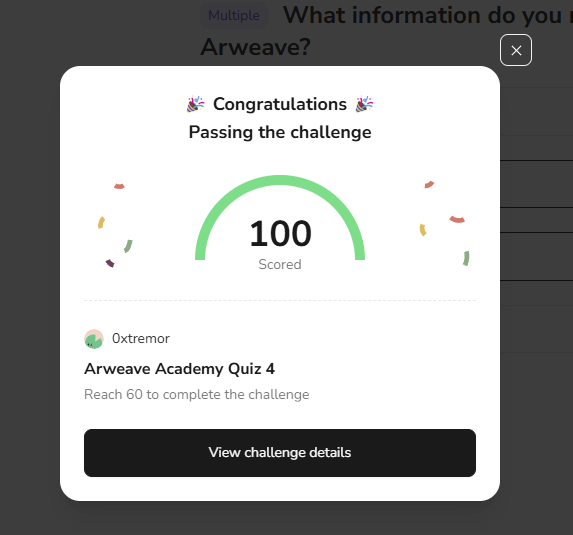 Multiple What information do you
Arweave?
Congratulations
Passing the challenge
100
Scored
0xtremor
Arweave Academy Quiz 4
Reach 60 to complete the challenge
View challenge details